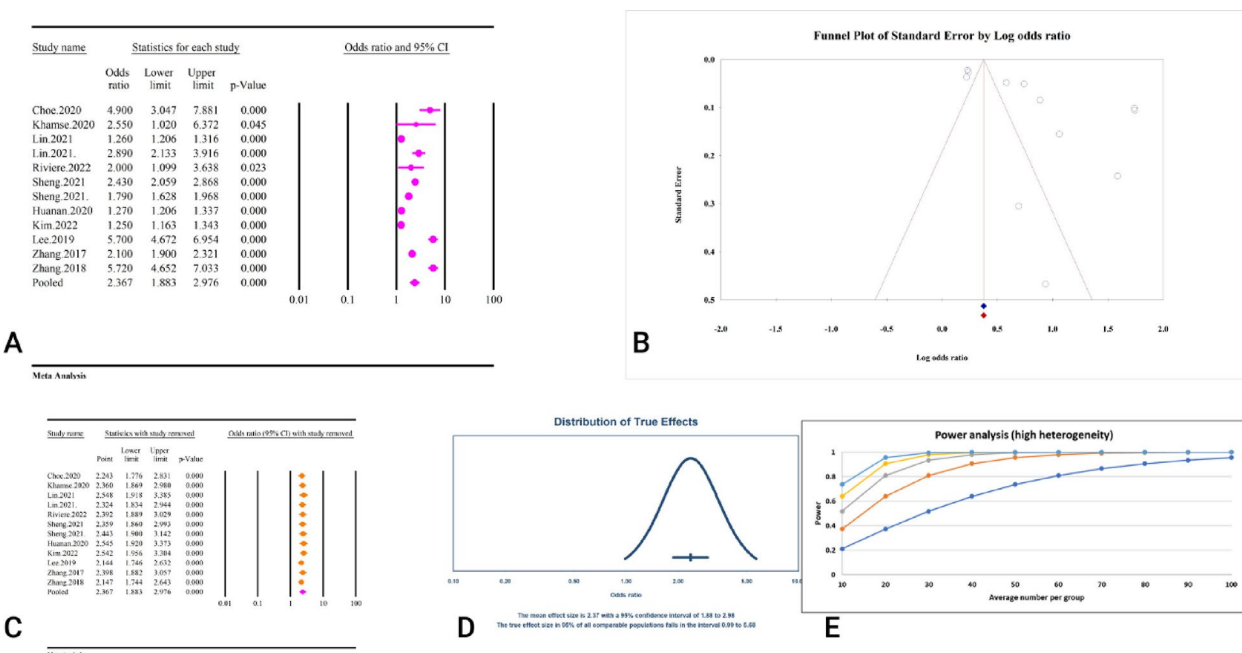 Study name Statistics for each study Odds ratio and 95% CI
Odds Lower Upper
ratio limit limit p-Value
Choe.2020 4.900 3.047 7.881 0.000
Khamse.2020 2.550 1.020 6.372 0.045
Lin.2021 1.260 1.206 1.316 0.000
Lin.2021. 2.890 2.133 3.916 0.000
Riviere.2022 2.000 1.099 3.638 0.023
Sheng.2021 2.430 2.059 2.868 0.000
Sheng.2021. 1.790 1.628 1.968 0.000
Huanan.2020 1.270 1.206 1.337 0.000
Kim.2022 1.250 1.163 1.343 0.000
Lee.2019 5.700 4.672 6.954 0.000
Zhang.2017 2.100 1.900 2.321 0.000
Zhang.2018 5.720 4.652 7.033 0.000
Pooled 2.367 1.883 2.976 0.000
0.01 0.1 1 10 100
A
Meta Analysis
Funnel Plot of Standard Error by Log odds ratio
Standard Error
0.0
0.1
0.2
0.3
0.4
0.5
-2.0 -1.5 -1.0 -0.5 0.0 0.5 1.0 1.5 2.0
Log odds ratio
B
Study name Statistics with study removed Odds ratio (95% CI) with study removed
Lower Upper
Point limit limit p-Value
Choe.2020 2.243 1.776 2.831 0.000
Khamse.2020 2.360 1.869 2.980 0.000
Lin.2021 2.548 1.918 3.385 0.000
Lin.2021. 2.324 1.834 2.944 0.000
Riviere.2022 2.392 1.889 3.029 0.000
Sheng.2021 2.359 1.860 2.993 0.000
Sheng.2021. 2.443 1.900 3.142 0.000
Huanan.2020 2.545 1.920 3.373 0.000
Kim.2022 2.542 1.956 3.304 0.000
Lee.2019 2.144 1.746 2.632 0.000
Zhang.2017 2.398 1.882 3.057 0.000
Zhang.2018 2.147 1.744 2.643 0.000
Pooled 2.367 1.883 2.976 0.000
0.01 0.1 1 10 100
C
Distribution of True Effects
0.10 0.20 0.50 1.00 2.00 5.00
Odds ratio
The mean effect size is 2.37 with a 95% confidence interval of 1.88 to 2.98
The true effect size in 95% of all comparable populations falls in the interval
D
Power analysis (high heterogeneity)
Power
1
0.8
0.6
0.4
0.2
0
10 20 30 40 50 60 70 80 90 100
Average number per group
E